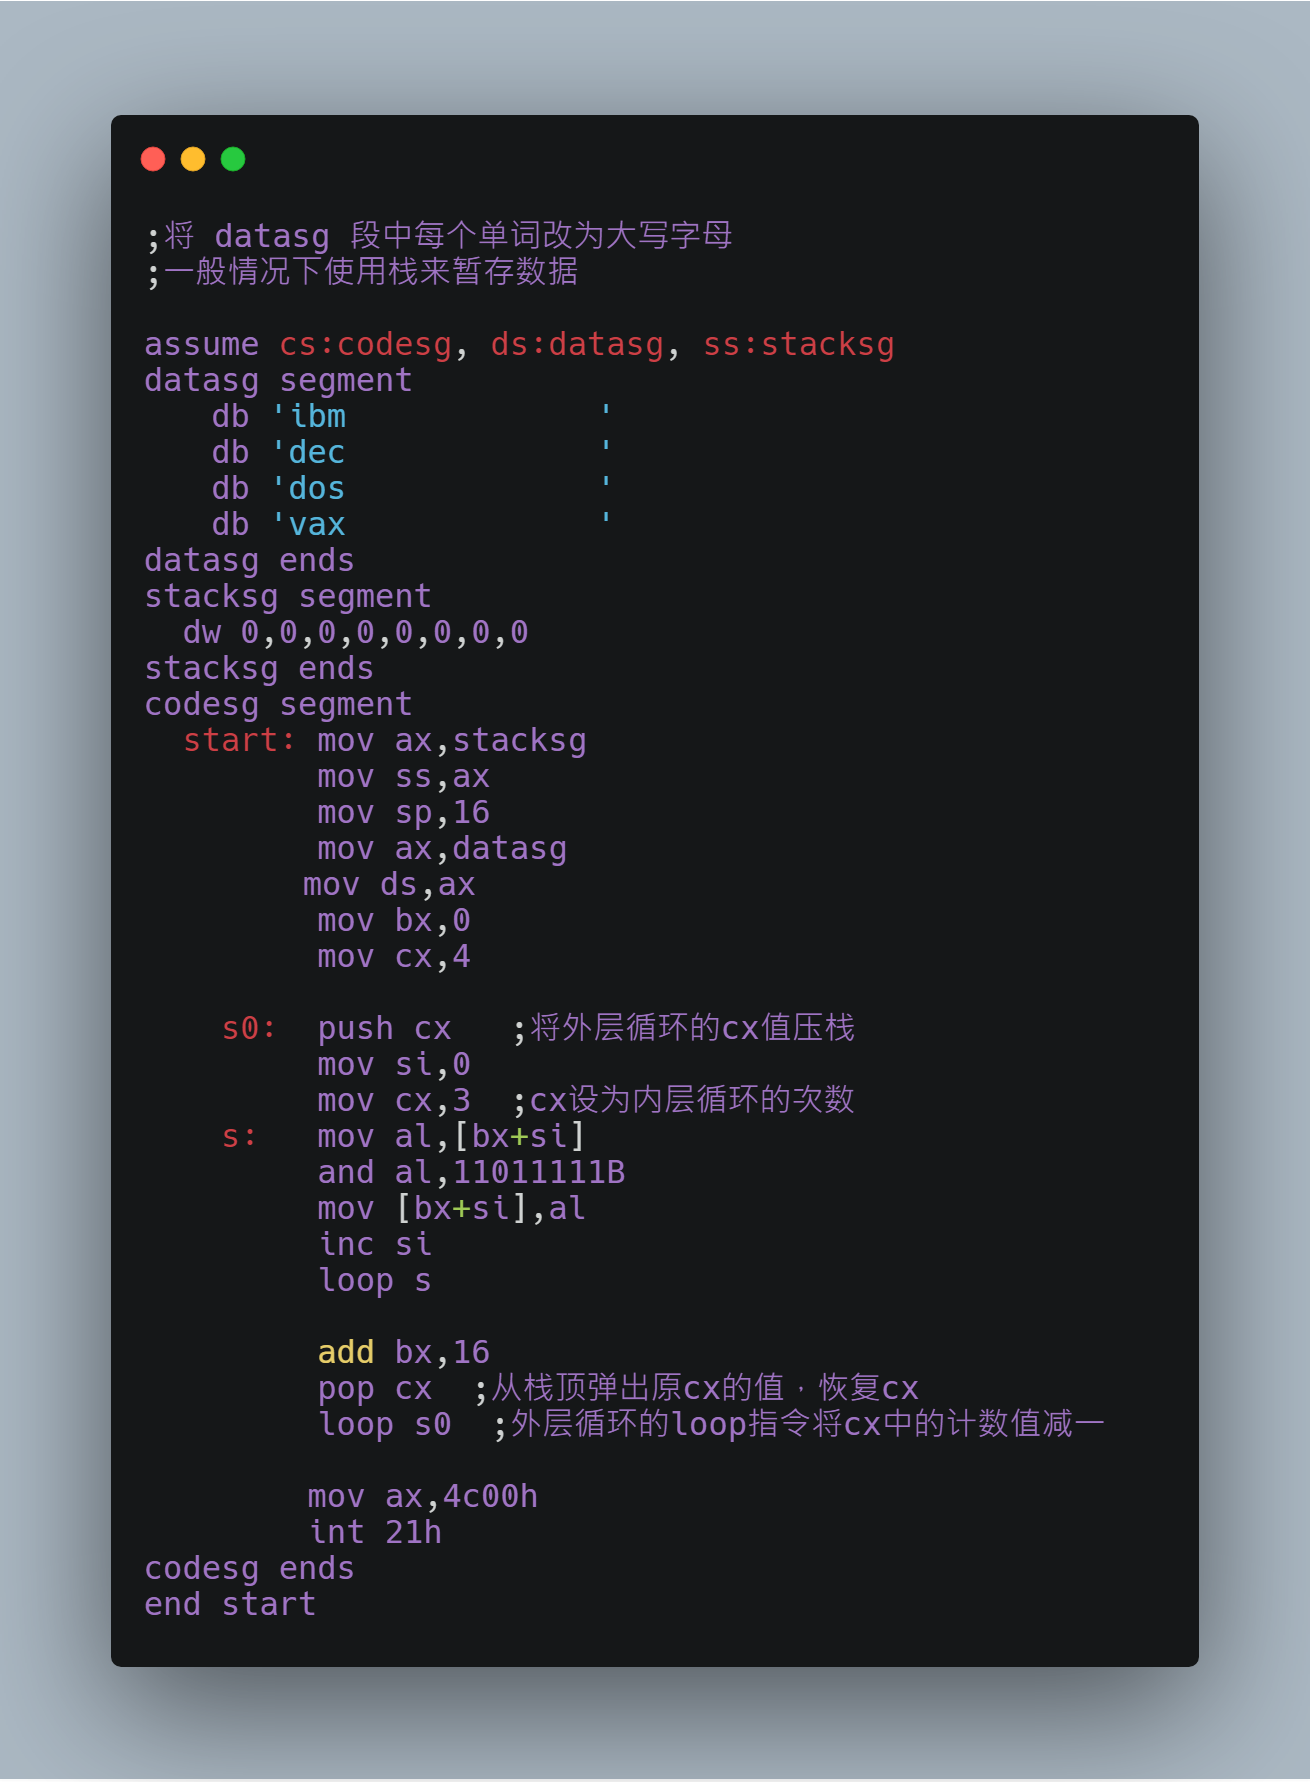 ;将 datasg 段中每个单词改为大写字母
;一般情况下使用栈来暂存数据
assume cs:codesg, ds:datasg, ss:stacksg
datasg segment
db 'ibm             '
db 'dec             '
db 'dos             '
db 'vax             '
datasg ends
stacksg segment
dw 0,0,0,0,0,0,0,0
stacksg ends
codesg segment
start: mov ax,stacksg
mov ss,ax
mov sp,16
mov ax,datasg
mov ds,ax
mov bx,0
mov cx,4
s0:  push cx   ;将外层循环的cx值压栈
mov si,0
mov cx,3  ;cx设为内层循环的次数
s:   mov al,[bx+si]
and al,11011111B
mov [bx+si],al
inc si
loop s
add bx,16
pop cx  ;从栈顶弹出原cx的值，恢复cx
loop s0  ;外层循环的loop指令将cx中的计数值减一
mov ax,4c00h
int 21h
codesg ends
end start